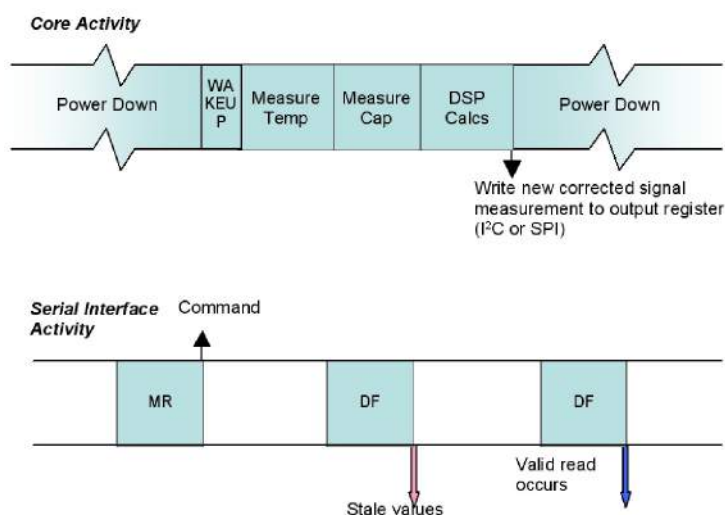 Core Activity
Power Down
WA
KEU
P
Measure
Temp
Measure
Cap
DSP
Calcs
Power Down
Write new corrected signal
measurement to output register
(I²C or SPI)
Serial Interface
Activity
Command
MR
DF
DF
Stale values
Valid read
occurs